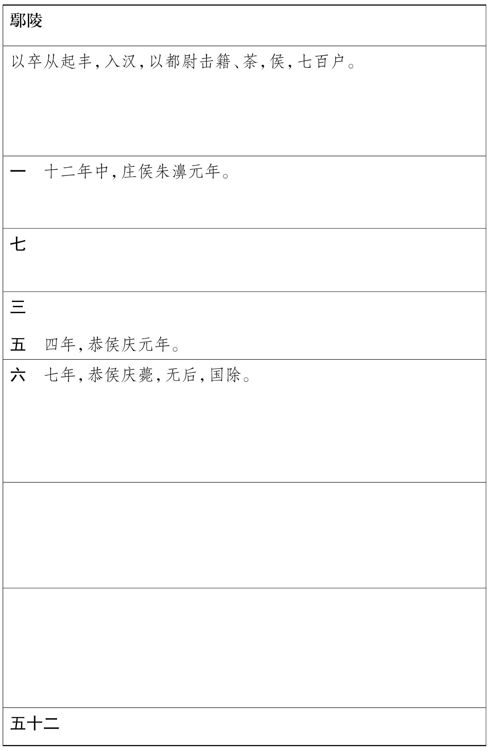 鄢陵
以卒从起丰，入汉，以都尉击籍、荼，侯，七百户。
一 十二年中，庄侯朱濞元年。
七
三
五 四年，恭侯庆元年。
六 七年，恭侯庆薨，无后，国除。
五十二